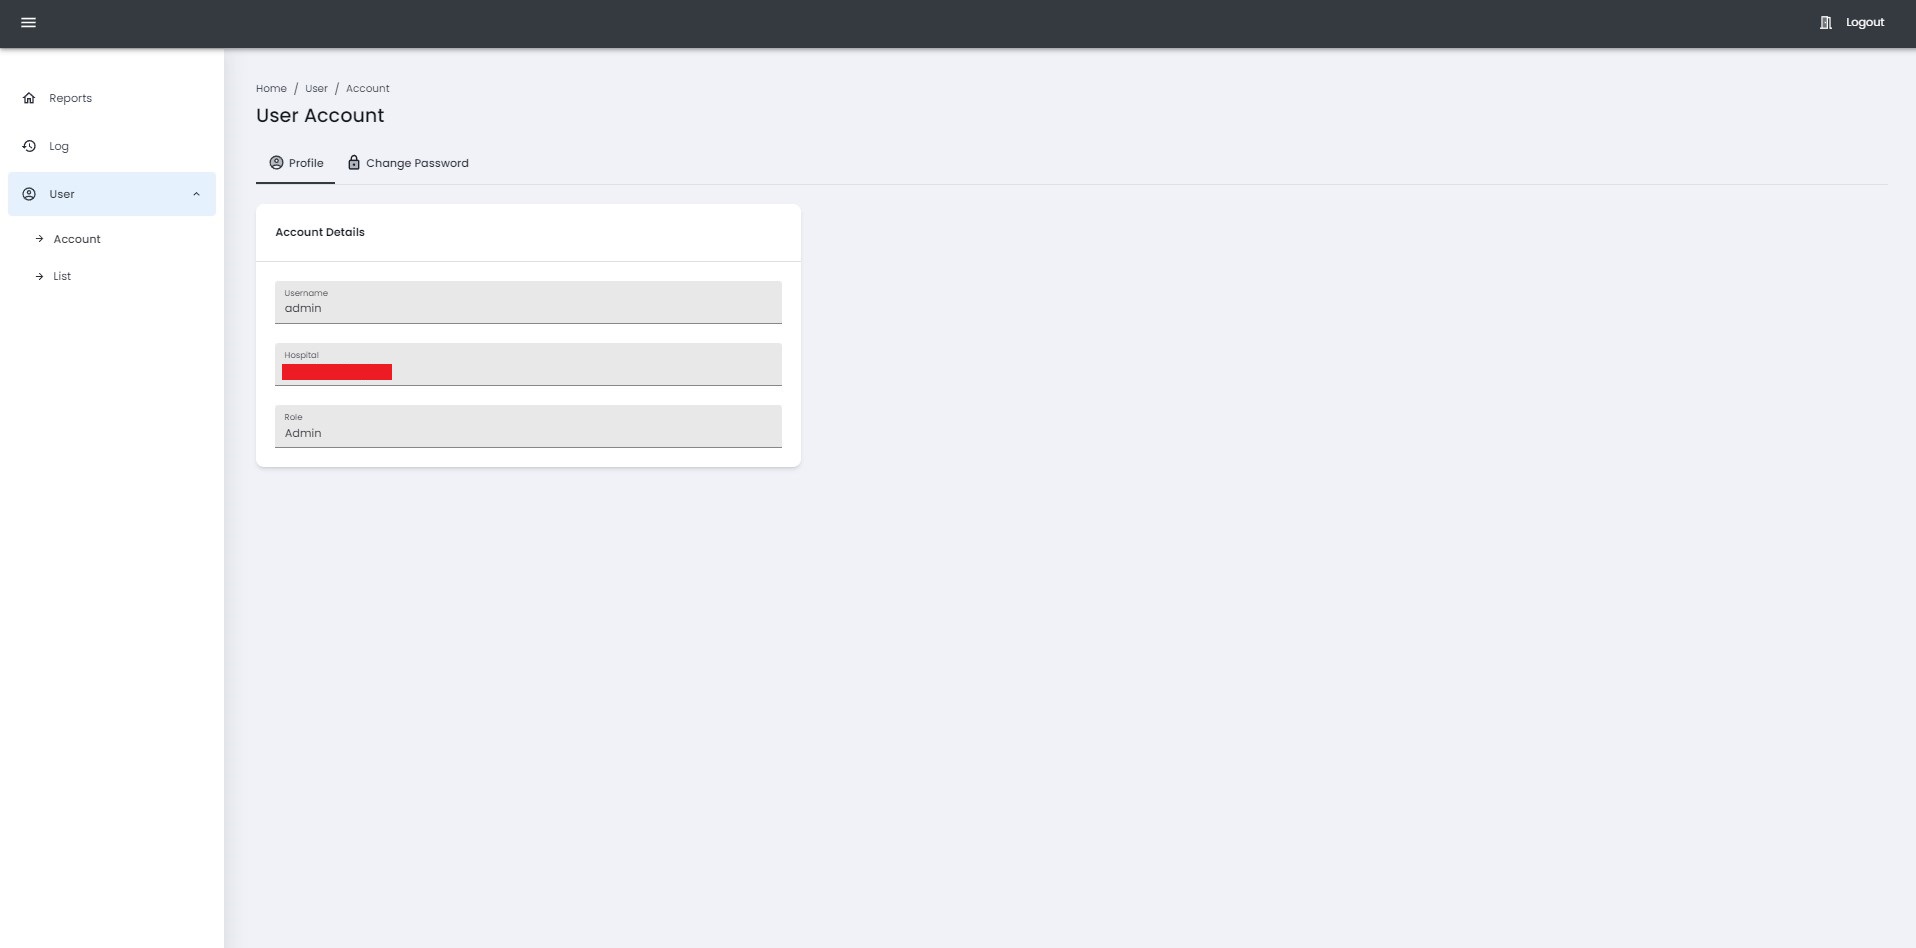 Logout
Reports
Log
User
Account
List
Home / User / Account
User Account
Profile
Change Password
Account Details
Username
admin
Hospital
Role
Admin